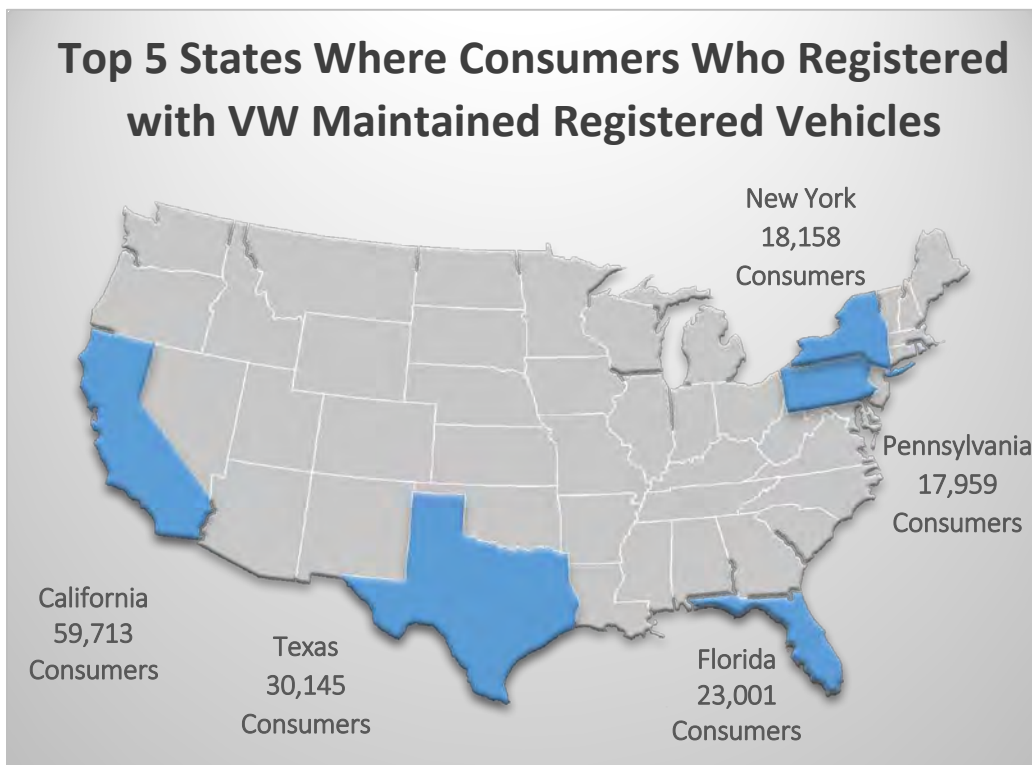 Top 5 States Where Consumers Who Registered
with VW Maintained Registered Vehicles
New York
18,158
Consumers
Pennsylvania
17,959
Consumers
California
59,713
Consumers
Texas
30,145
Consumers
Florida
23,001
Consumers